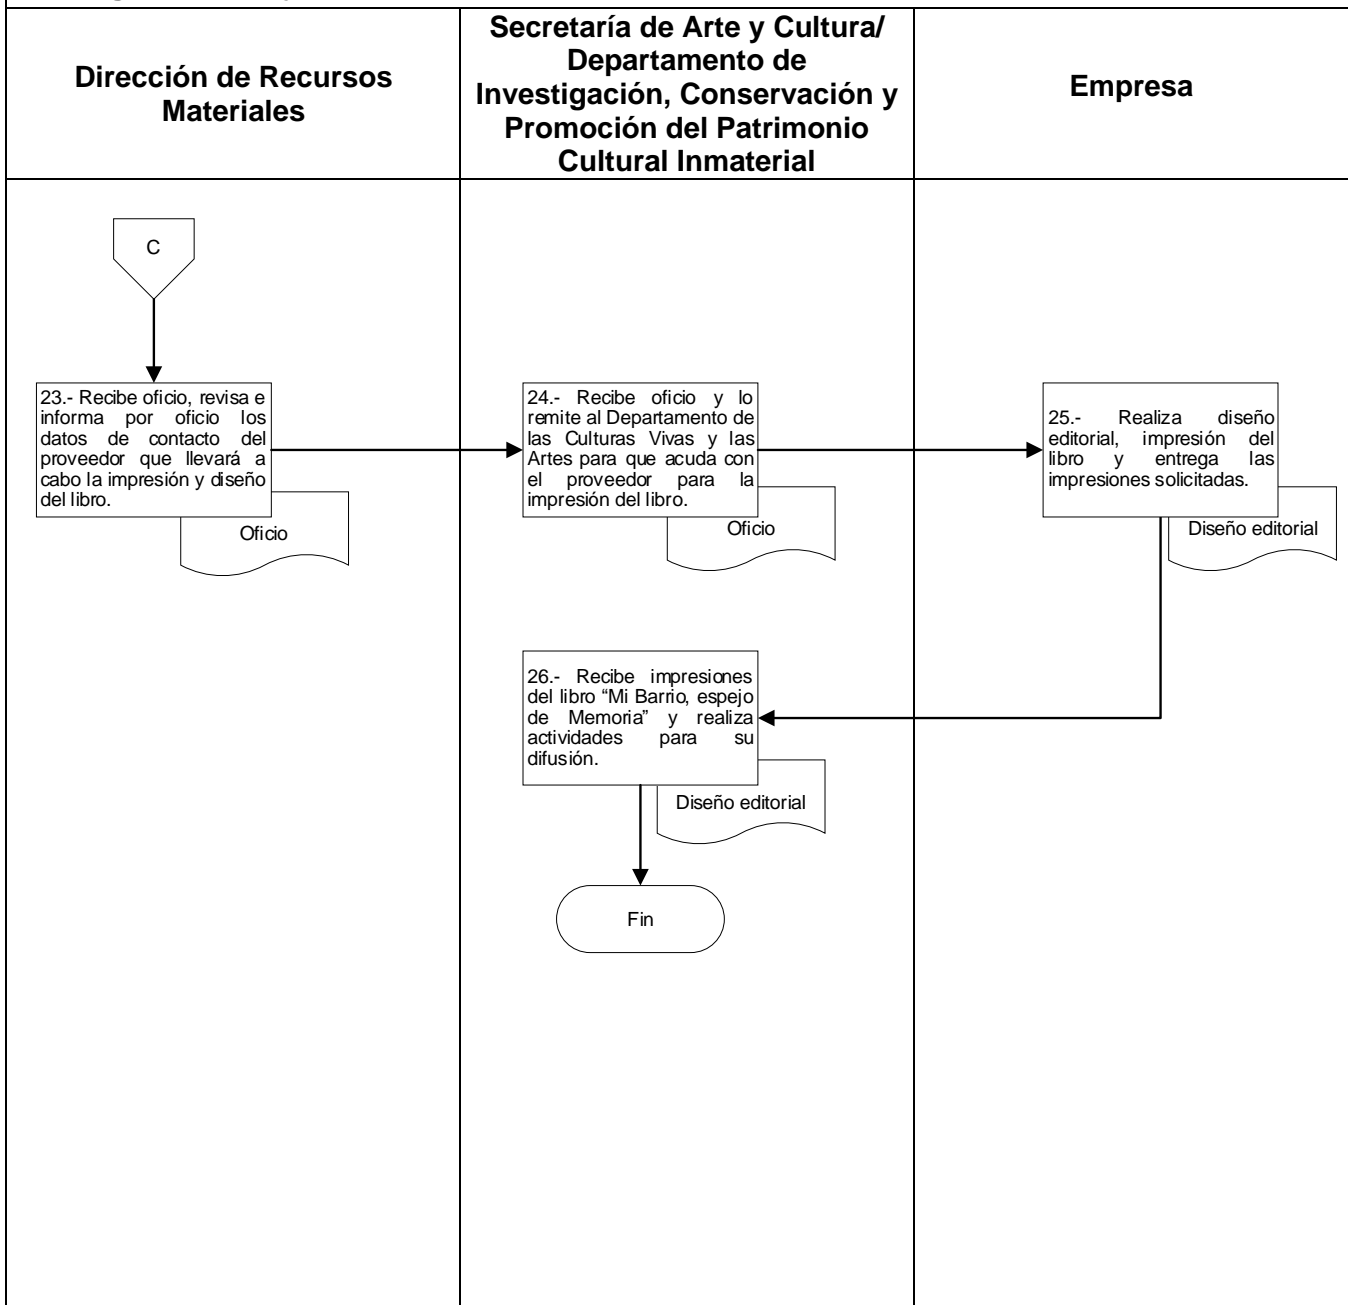 Dirección de Recursos
Materiales
Secretaría de Arte y Cultura/
Departamento de
Investigación, Conservación y
Promoción del Patrimonio
Cultural Inmaterial
Empresa
C
23.- Recibe oficio, revisa e
informa por oficio los
datos de contacto del
proveedor que llevará a
cabo la impresión y diseño
del libro.
Oficio
24.- Recibe oficio y lo
remite al Departamento de
las Culturas Vivas y las
Artes para que acuda con
el proveedor para la
impresión del libro.
Oficio
25.- Realiza diseño
editorial, impresión del
libro y entrega las
impresiones solicitadas.
Diseño editorial
26.- Recibe impresiones
del libro “Mi Barrio, espejo
de Memoria” y realiza
actividades para su
difusión.
Diseño editorial
Fin